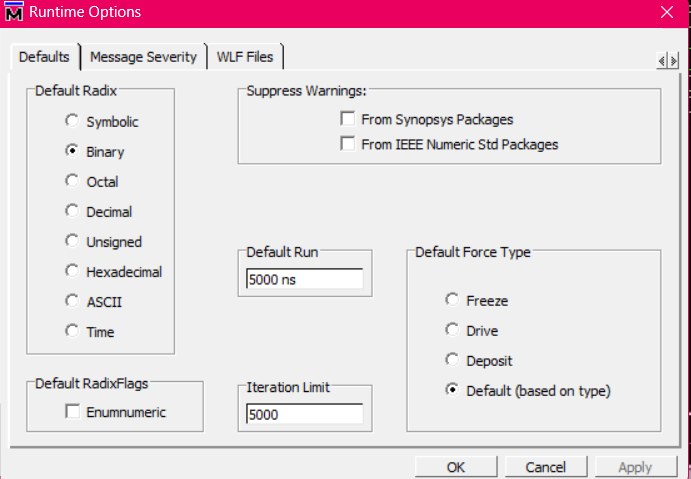 M Runtime Options
Defaults Message Severity WLF Files
Default Radix
Symbolic
Binary
Octal
Decimal
Unsigned
Hexadecimal
ASCII
Time
Default RadixFlags
Enumnumeric
Suppress Warnings:
From Synopsys Packages
From IEEE Numeric Std Packages
Default Run
5000 ns
Iteration Limit
5000
Default Force Type
Freeze
Drive
Deposit
Default (based on type)
OK Cancel Apply